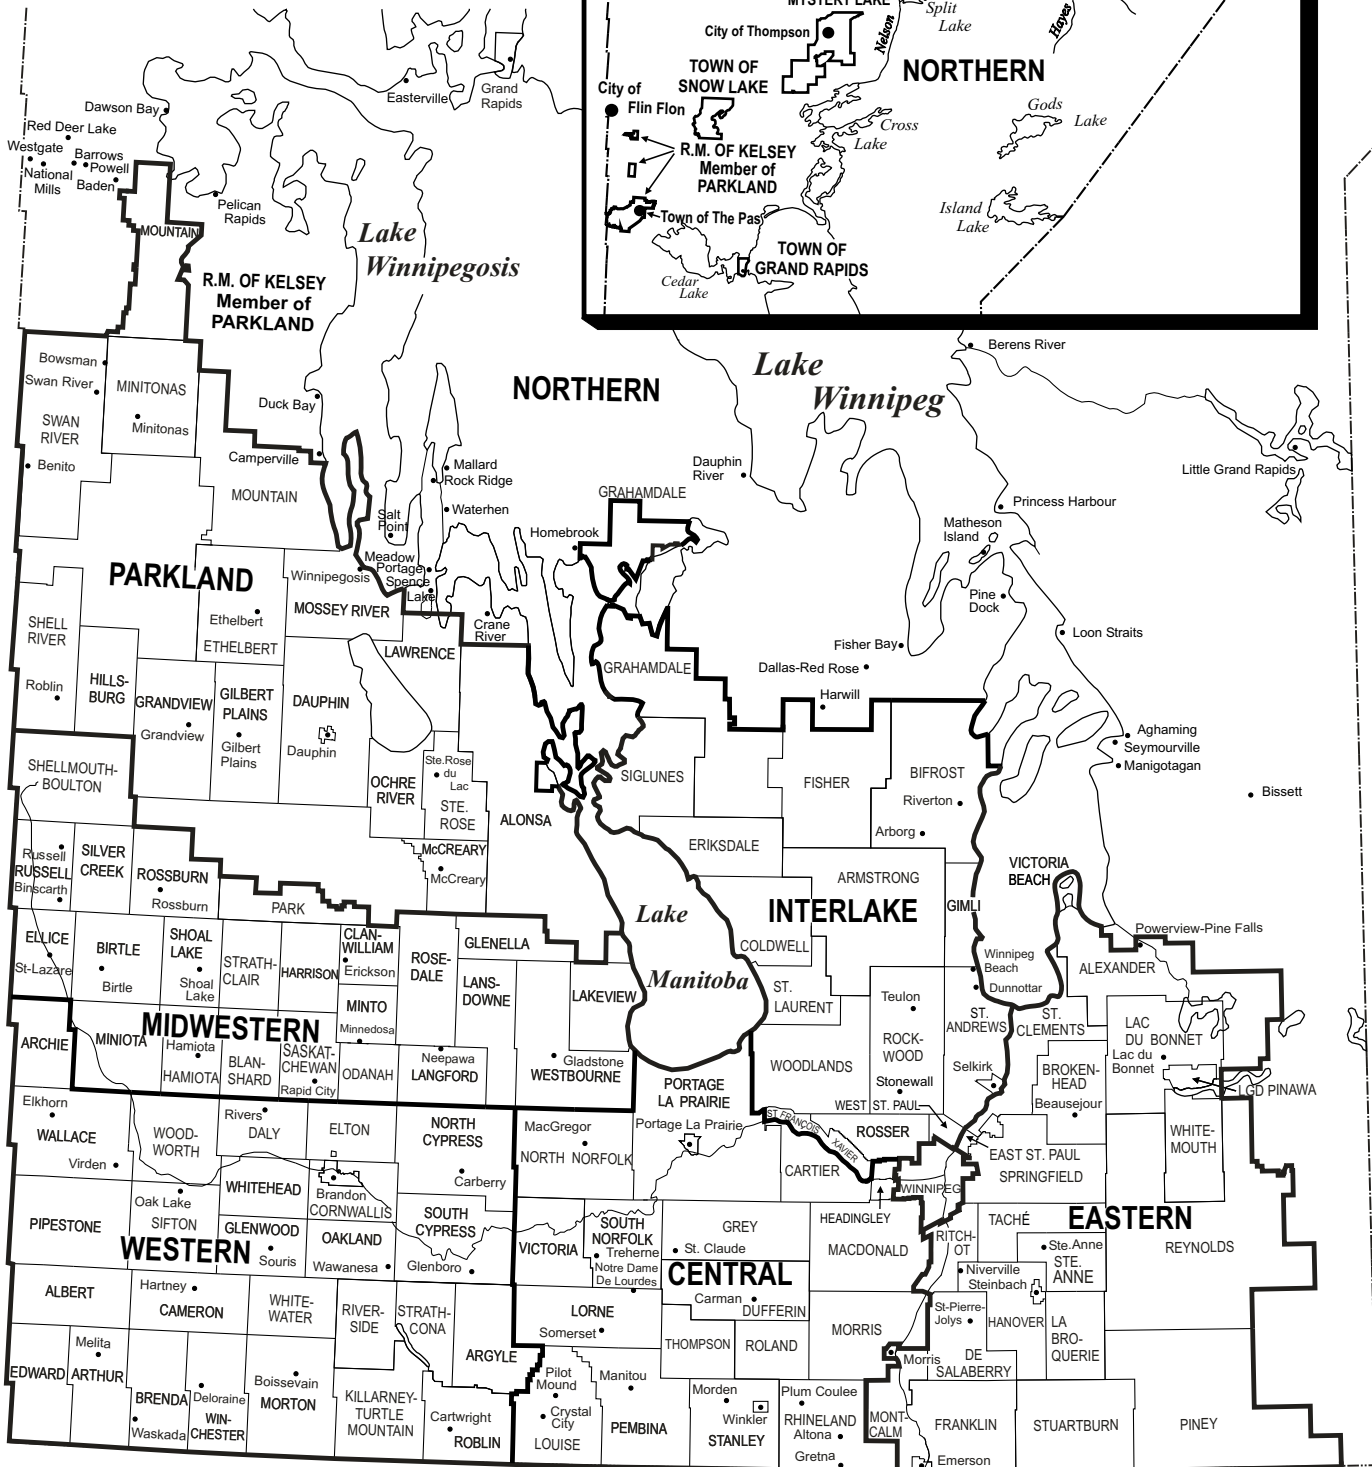 MYSTERY LAKE
Split
Lake
Nelson
Hayes
City of Thompson
NORTHERN
TOWN OF
SNOW LAKE
City of
Flin Flon
Cross
Lake
Gods
Lake
R.M. OF KELSEY
Member of
PARKLAND
Town of The Pas
Island
Lake
TOWN OF
GRAND RAPIDS
Cedar
Lake
Easterville
Grand
Rapids
Dawson Bay
Red Deer Lake
Westgate
Barrows
National
Mills
Powell
Baden
Pelican
Rapids
MOUNTAIN
Lake
Winnipegosis
R.M. OF KELSEY
Member of
PARKLAND
Bowsman
Swan River
MINITONAS
Minitonas
SWAN
RIVER
Benito
Duck Bay
Camperville
MOUNTAIN
NORTHERN
Lake
Winnipeg
Berens River
Little Grand Rapids
Mallard
Rock Ridge
Waterhen
Salt
Point
Meadow
Portage
Spence
Lake
Homebrook
GRAHAMDALE
Dauphin
River
Princess Harbour
Matheson
Island
Pine
Dock
Loon Straits
Fisher Bay
Dallas-Red Rose
Harwill
Crane
River
PARKLAND
Winnipegosis
MOSSEY RIVER
Ethelbert
ETHELBERT
LAWRENCE
SHELL
RIVER
Roblin
HILLS-
BURG
GRANDVIEW
Grandview
GILBERT
PLAINS
Gilbert
Plains
DAUPHIN
Dauphin
GRAHAMDALE
Aghaming
Seymourville
Manigotagan
Bissett
SHELLMOUTH-
BOULTON
OCHRE
RIVER
Ste.Rose
du
Lac
STE.
ROSE
ALONSA
SIGLUNES
FISHER
BIFROST
Riverton
Arborg
ERIKSDALE
McCREARY
McCreary
Russell
RUSSELL
Binscarth
SILVER
CREEK
ROSSBURN
Rossburn
PARK
ARMSTRONG
VICTORIA
BEACH
INTERLAKE
GIMLI
Lake
Manitoba
COLDWELL
Powerview-Pine Falls
ALEXANDER
ELLICE
St-Lazare
BIRTLE
Birtle
SHOAL
LAKE
Shoal
Lake
STRATH-
CLAIR
HARRISON
CLAN-
WILLIAM
Erickson
ROSE-
DALE
GLENELLA
LANS-
DOWNE
LAKEVIEW
Winnipeg
Beach
Dunnottar
ST.
LAURENT
Teulon
ST.
ANDREWS
ST.
CLEMENTS
LAC
DU BONNET
Lac du
Bonnet
MINTO
Minnedosa
MIDWESTERN
ARCHIE
MINIOTA
Hamiota
HAMIOTA
BLAN-
SHARD
SASKAT-
CHEWAN
Rapid City
ODANAH
Neepawa
LANGFORD
Gladstone
WESTBOURNE
WOODLANDS
ROCK-
WOOD
Stonewall
Selkirk
BROKEN-
HEAD
Beausejour
LGD PINAWA
PORTAGE
LA PRAIRIE
Portage La Prairie
WEST ST. PAUL
ST. FRANÇOIS
XAVIER
ROSSER
EAST ST. PAUL
SPRINGFIELD
WHITE-
MOUTH
Elkhorn
WALLACE
Virden
WOOD-
WORTH
Rivers
DALY
ELTON
NORTH
CYPRESS
Carberry
MacGregor
NORTH NORFOLK
CARTIER
WINNIPEG
HEADINGLEY
PIPESTONE
Oak Lake
SIFTON
WHITEHEAD
Brandon
CORNWALLIS
GLENWOOD
Souris
OAKLAND
Wawanesa
SOUTH
CYPRESS
Glenboro
WESTERN
VICTORIA
SOUTH
NORFOLK
Treherne
Notre Dame
De Lourdes
GREY
St. Claude
CENTRAL
Carman
DUFFERIN
MACDONALD
RITCH-
OT
TACHÉ
EASTERN
REYNOLDS
Ste.Anne
STE.
ANNE
Niverville
Steinbach
ALBERT
Hartney
CAMERON
WHITE-
WATER
RIVER-
SIDE
STRATH-
CONA
ARGYLE
LORNE
Somerset
THOMPSON
ROLAND
MORRIS
Morris
St-Pierre-
Jolys
HANOVER
LA
BRO-
QUERIE
DE
SALABERRY
Melita
EDWARD
ARTHUR
BRENDA
Waskada
Deloraine
WIN-
CHESTER
Boissevain
MORTON
KILLARNEY-
TURTLE
MOUNTAIN
Cartwright
ROBLIN
Pilot
Mound
Crystal
City
LOUISE
Manitou
PEMBINA
Morden
Winkler
STANLEY
Plum Coulee
RHINELAND
Altona
Gretna
MONT-
CALM
FRANKLIN
Emerson
STUARTBURN
PINEY